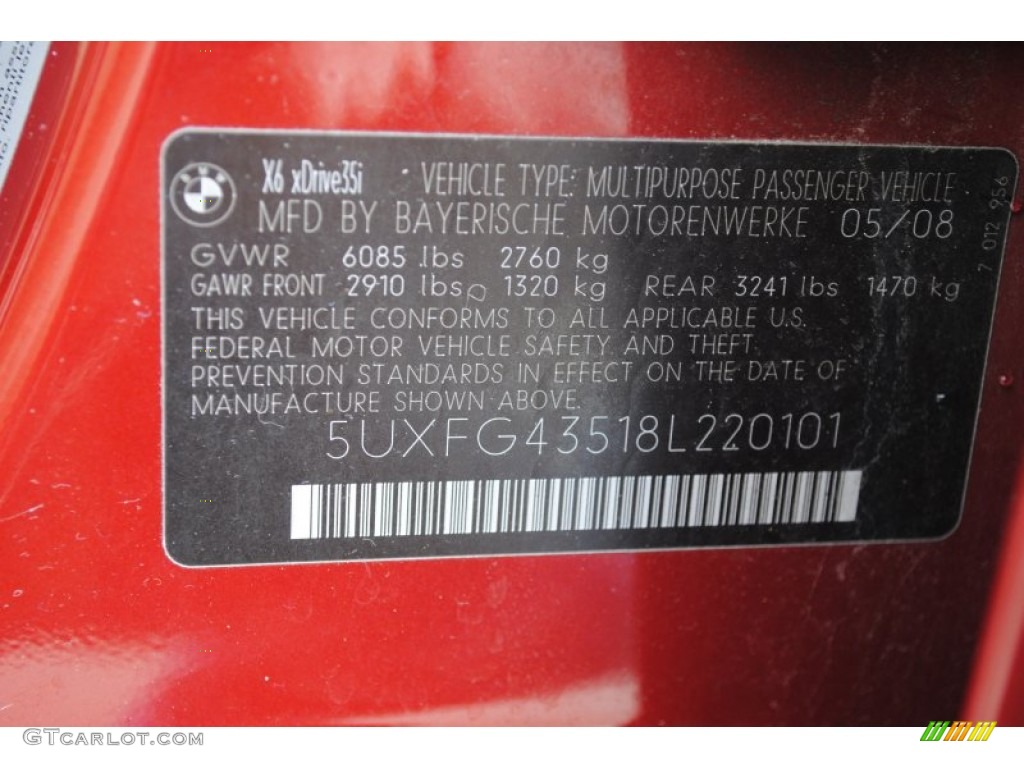 X6 xDrive35i VEHICLE TYPE: MULTIPURPOSE PASSENGER VEHICLE
MFD BY BAYERISCHE MOTORENWERKE 05/08
GVWR 6085 lbs 2760 kg
GAWR FRONT 2910 lbs 1320 kg REAR 3241 lbs 1470 kg
THIS VEHICLE CONFORMS TO ALL APPLICABLE U.S.
FEDERAL MOTOR VEHICLE SAFETY AND THEFT
PREVENTION STANDARDS IN EFFECT ON THE DATE OF
MANUFACTURE SHOWN ABOVE.
5UXFG43518L220101
7 012 956
GTCarLot.com